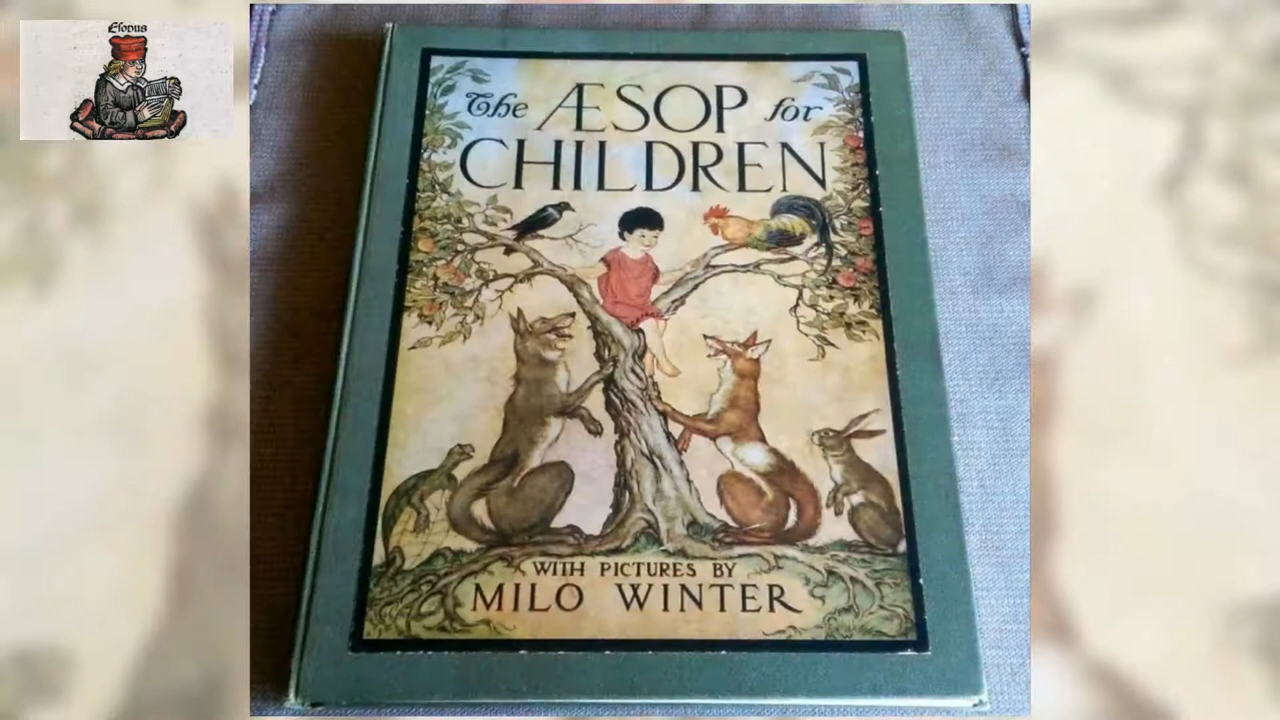 Esopus
The ÆSOP for
CHILDREN
WITH PICTURES BY
MILO WINTER